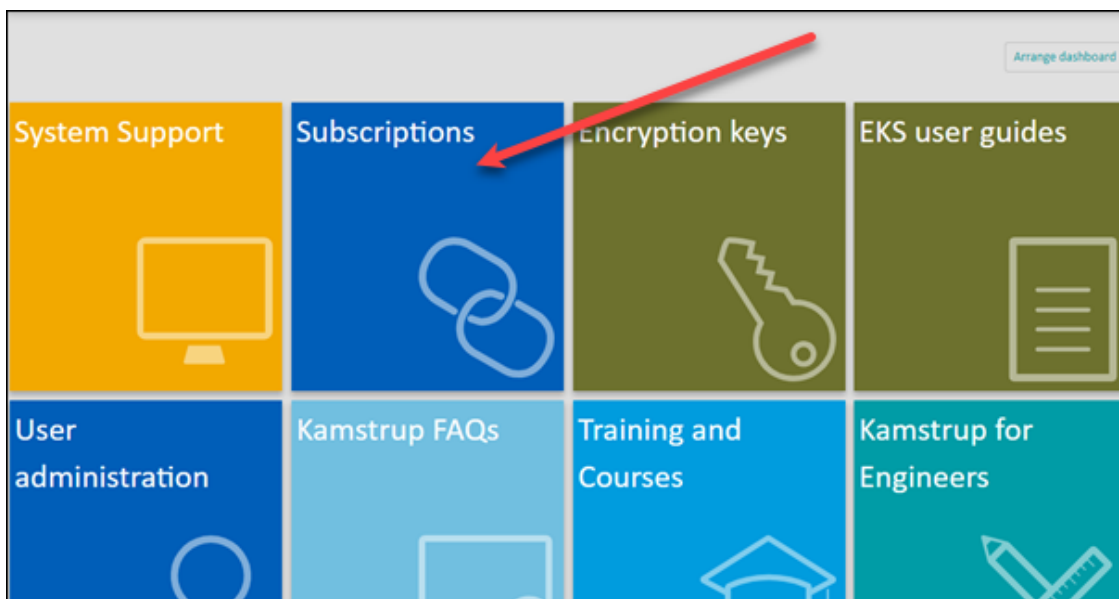 Arrange dashboard
System Support
Subscriptions
Encryption keys
EKS user guides
User
administration
Kamstrup FAQs
Training and
Courses
Kamstrup for
Engineers